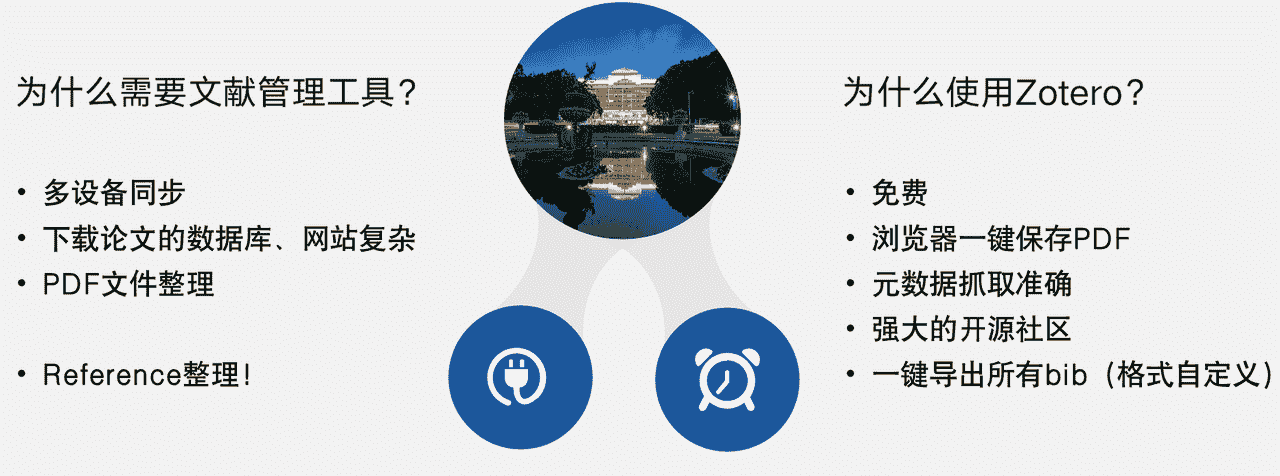 为什么需要文献管理工具？
• 多设备同步
• 下载论文的数据库、网站复杂
• PDF文件整理
• Reference整理！
为什么使用Zotero？
• 免费
• 浏览器一键保存PDF
• 元数据抓取准确
• 强大的开源社区
• 一键导出所有bib（格式自定义）